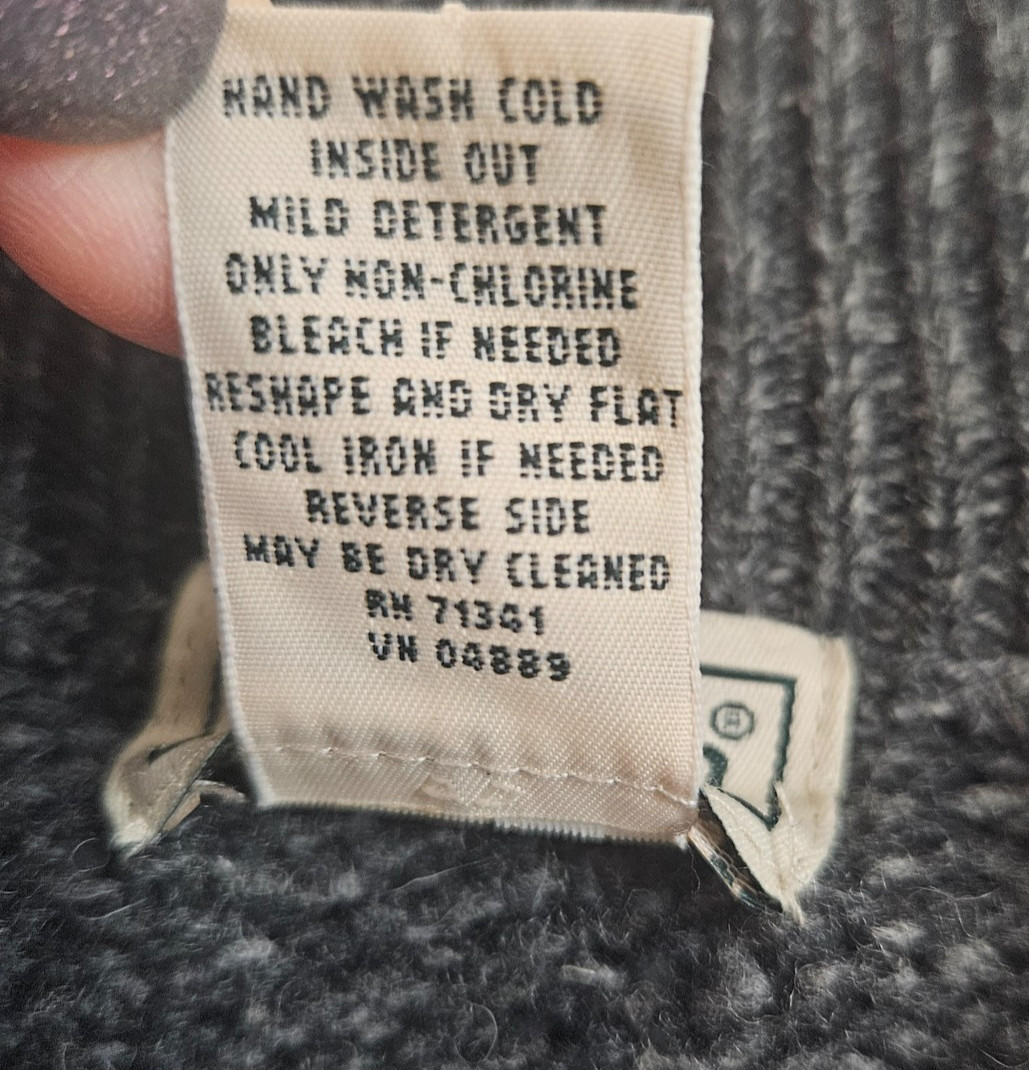 HAND WASH COLD
INSIDE OUT
MILD DETERGENT
ONLY NON-CHLORINE
BLEACH IF NEEDED
RESHAPE AND DRY FLAT
COOL IRON IF NEEDED
REVERSE SIDE
MAY BE DRY CLEANED
RN 71341
VN 04889
®